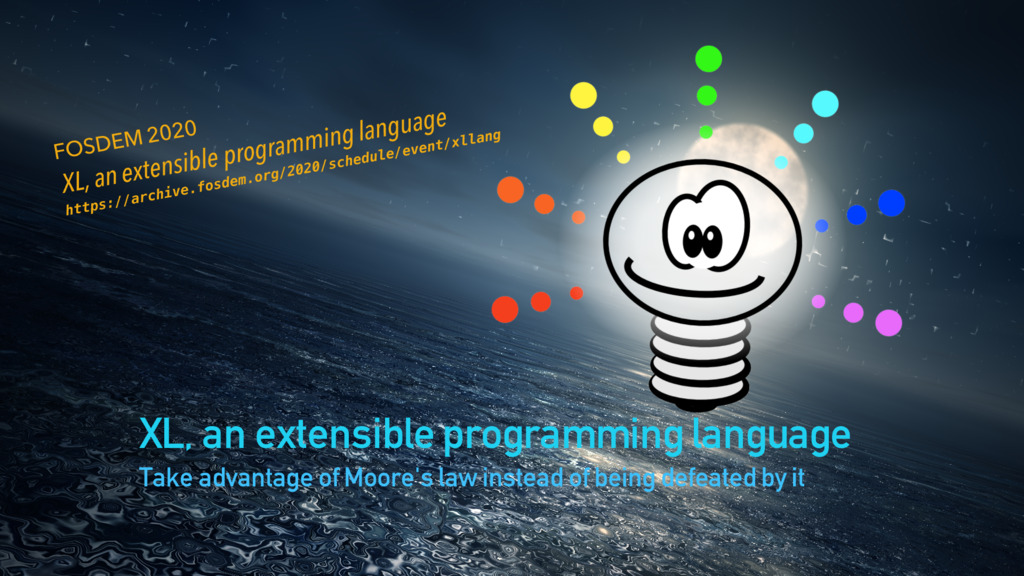 FOSDEM 2020
XL, an extensible programming language
https://archive.fosdem.org/2020/schedule/event/xllang
XL, an extensible programming language
Take advantage of Moore's law instead of being defeated by it